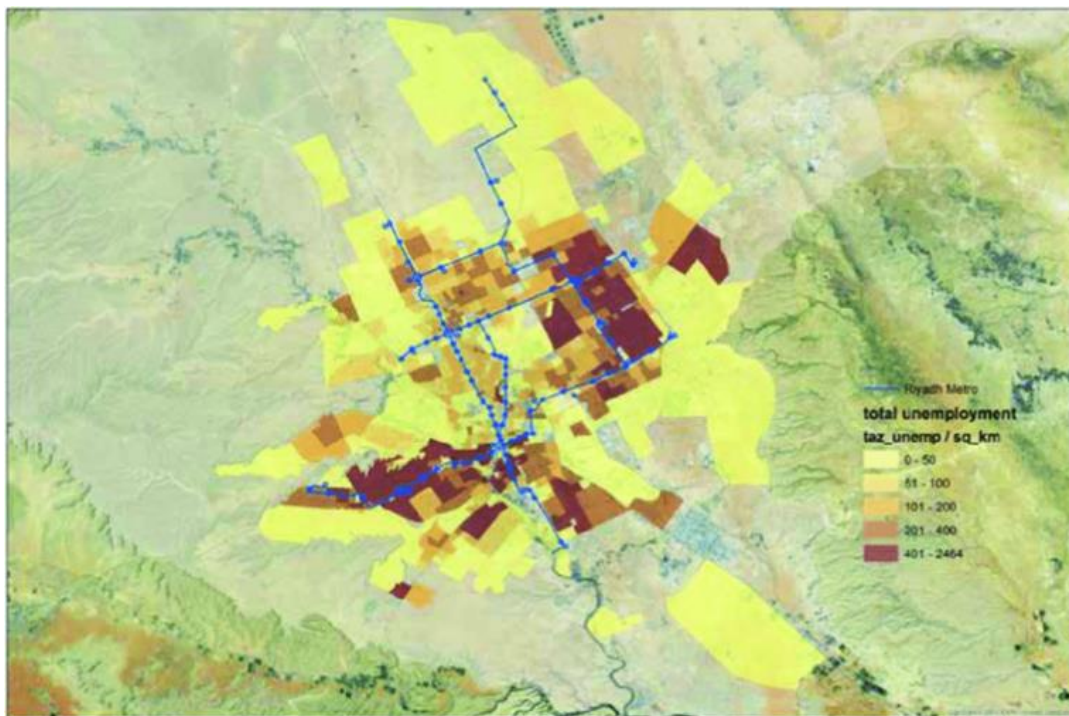 Riyadh Metro
total unemployment
taz_unemp / sq_km
0 - 50
51 - 100
101 - 200
201 - 400
401 - 2464